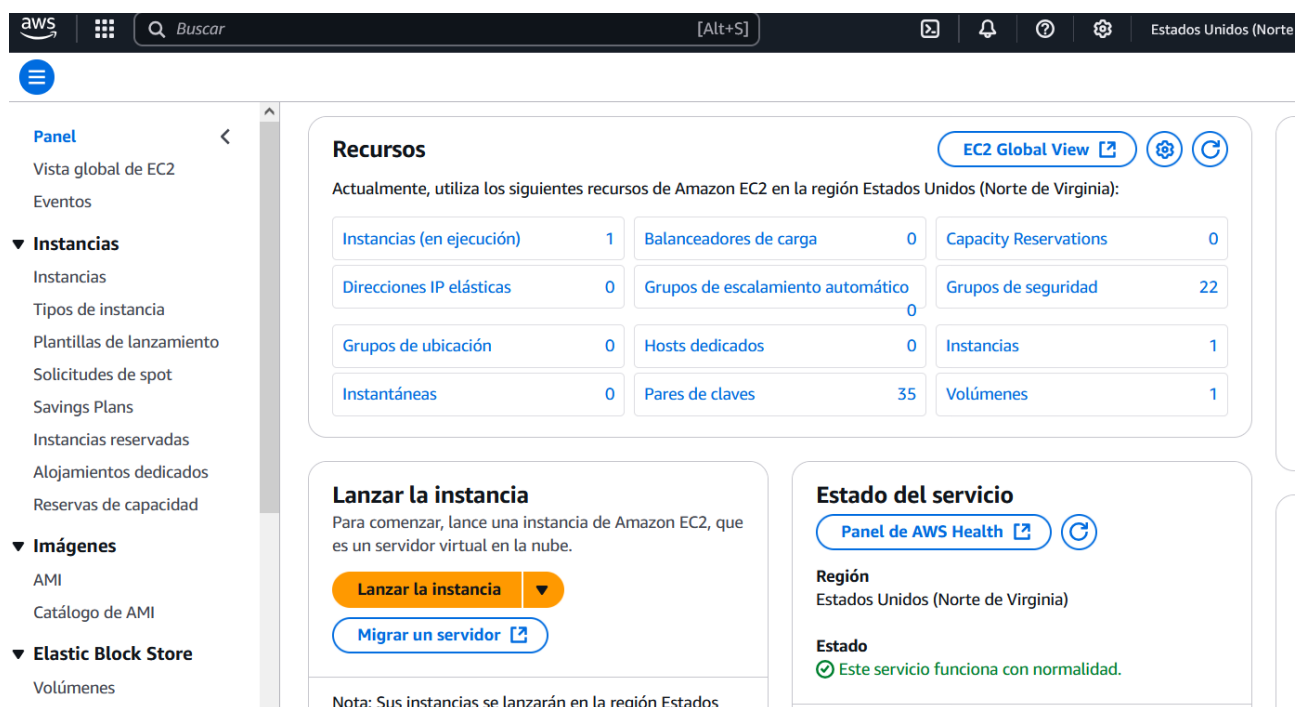 aws
Buscar [Alt+S] Estados Unidos (Norte
Panel
Vista global de EC2
Eventos
Instancias
Instancias
Tipos de instancia
Plantillas de lanzamiento
Solicitudes de spot
Savings Plans
Instancias reservadas
Alojamientos dedicados
Reservas de capacidad
Imágenes
AMI
Catálogo de AMI
Elastic Block Store
Volúmenes
Recursos
EC2 Global View
Actualmente, utiliza los siguientes recursos de Amazon EC2 en la región Estados Unidos (Norte de Virginia):
Instancias (en ejecución) 1
Balanceadores de carga 0
Capacity Reservations 0
Direcciones IP elásticas 0
Grupos de escalamiento automático
0
Grupos de seguridad 22
Grupos de ubicación 0
Hosts dedicados 0
Instancias 1
Instantáneas 0
Pares de claves 35
Volúmenes 1
Lanzar la instancia
Para comenzar, lance una instancia de Amazon EC2, que
es un servidor virtual en la nube.
Lanzar la instancia
Migrar un servidor
Nota: Sus instancias se lanzarán en la región Estados
Estado del servicio
Panel de AWS Health
Región
Estados Unidos (Norte de Virginia)
Estado
Este servicio funciona con normalidad.